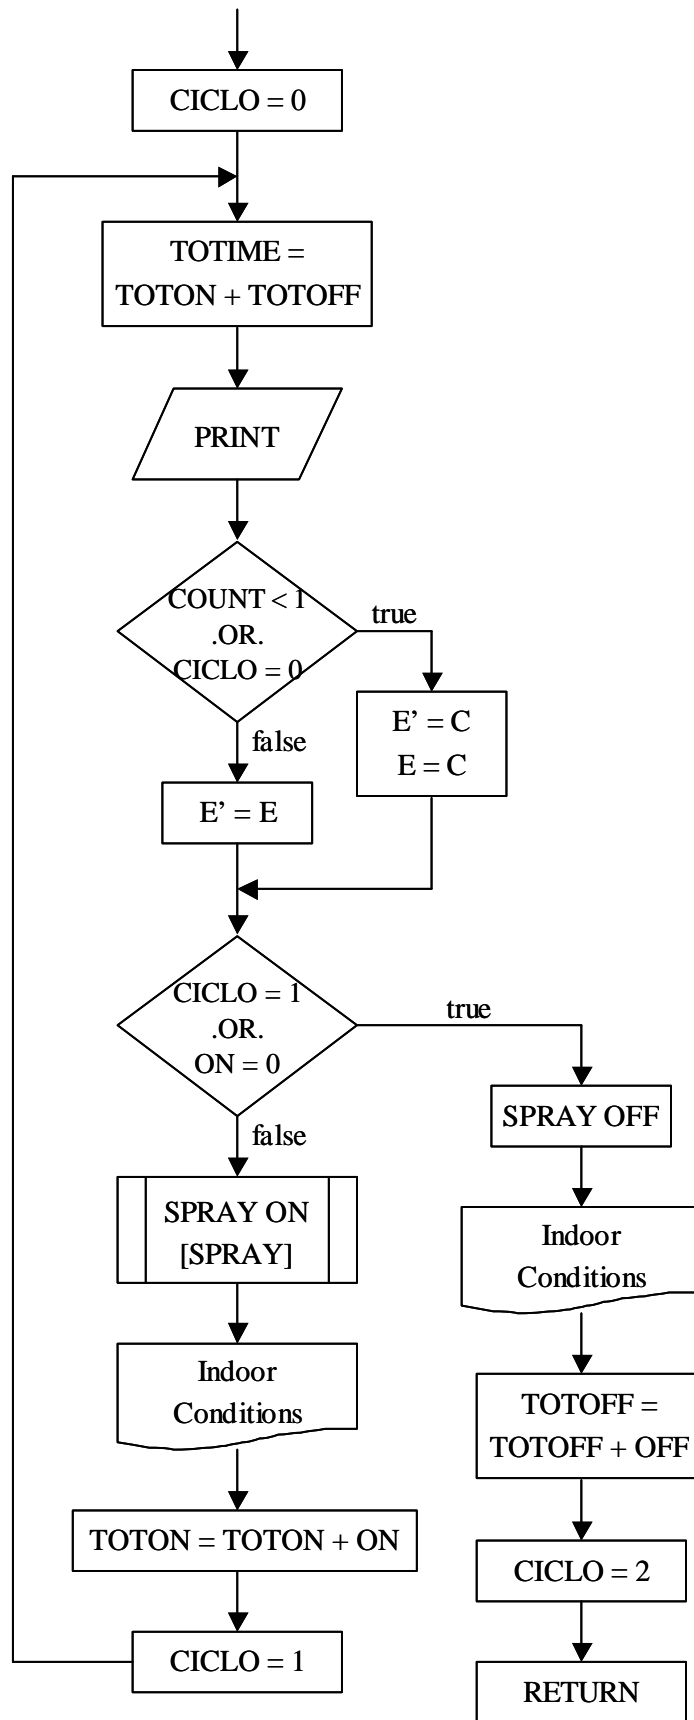 CICLO = 0
TOTIME =
TOTON + TOTOFF
PRINT
COUNT < 1
.OR.
CICLO = 0
true
E’ = C
E = C
false
E’ = E
CICLO = 1
.OR.
ON = 0
true
SPRAY OFF
false
SPRAY ON
[SPRAY]
Indoor
Conditions
Indoor
Conditions
TOTOFF =
TOTOFF + OFF
TOTON = TOTON + ON
CICLO = 2
CICLO = 1
RETURN